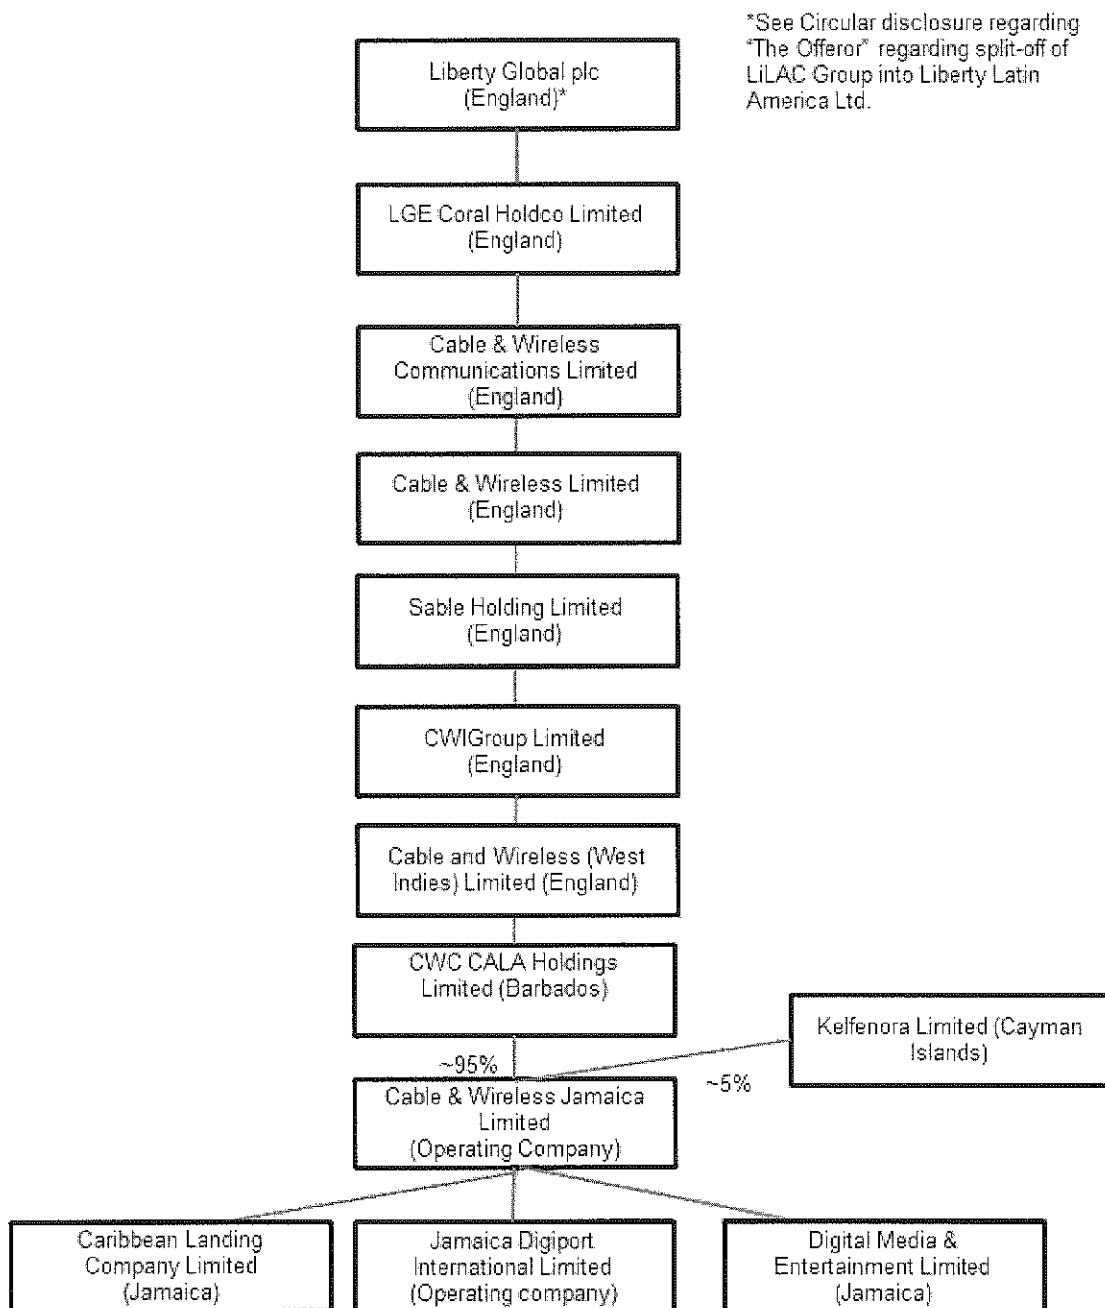 *See Circular disclosure regarding
"The Offeror" regarding split-off of
LiLAC Group into Liberty Latin
America Ltd.
Liberty Global plc
(England)*
LGE Coral Holdco Limited
(England)
Cable & Wireless
Communications Limited
(England)
Cable & Wireless Limited
(England)
Sable Holding Limited
(England)
CWIGroup Limited
(England)
Cable and Wireless (West
Indies) Limited (England)
CWC CALA Holdings
Limited (Barbados)
Kelfenora Limited (Cayman
Islands)
~95%
~5%
Cable & Wireless Jamaica
Limited
(Operating Company)
Caribbean Landing
Company Limited
(Jamaica)
Jamaica Digiport
International Limited
(Operating company)
Digital Media &
Entertainment Limited
(Jamaica)